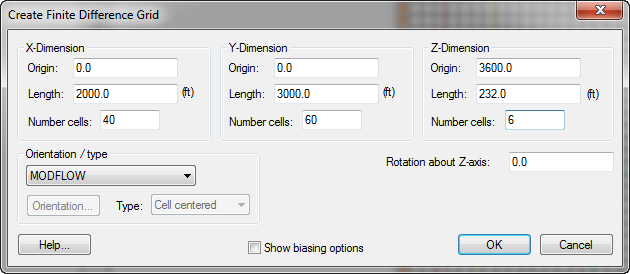 Create Finite Difference Grid
X-Dimension
Origin: 0.0
Length: 2000.0 (ft)
Number cells: 40
Y-Dimension
Origin: 0.0
Length: 3000.0 (ft)
Number cells: 60
Z-Dimension
Origin: 3600.0
Length: 232.0 (ft)
Number cells: 6
Orientation / type
MODFLOW
Orientation... Type: Cell centered
Rotation about Z-axis: 0.0
Help... Show biasing options OK Cancel